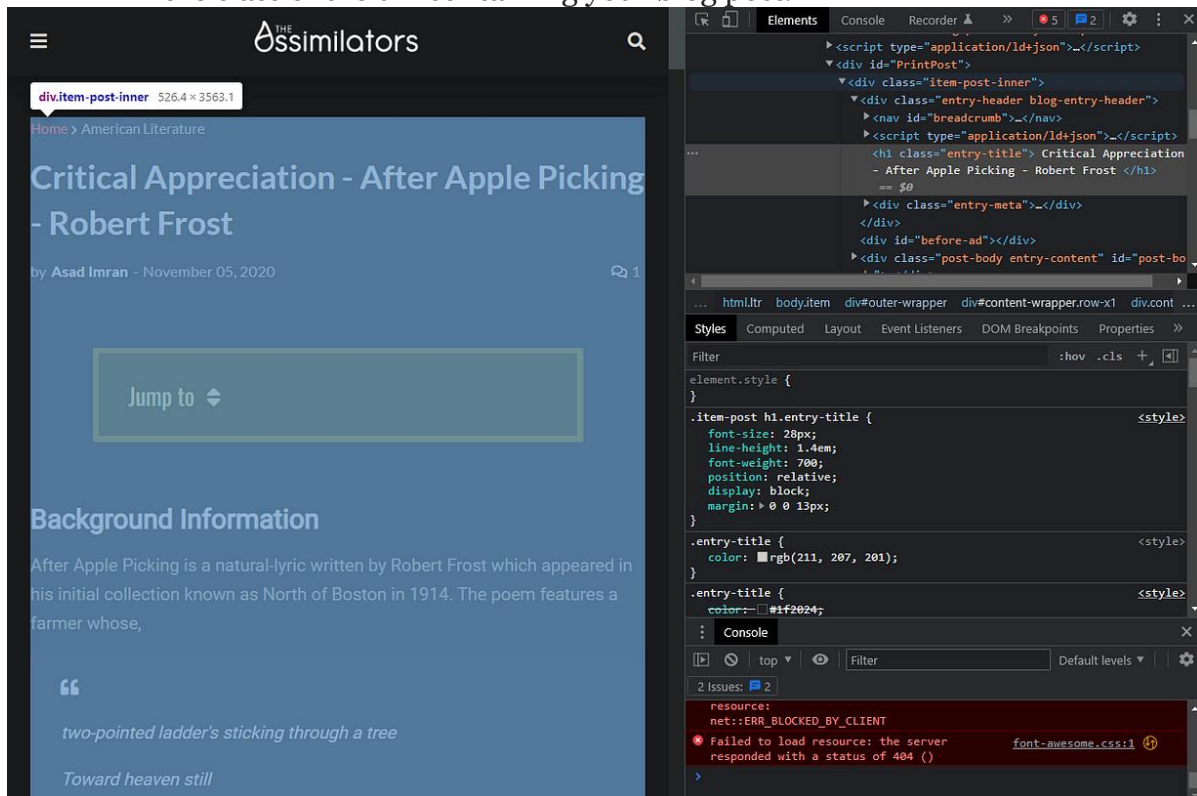 THE
Assimilators
div.item-post-inner 526.4 × 3563.1
Home > American Literature
Critical Appreciation - After Apple Picking
- Robert Frost
by Asad Imran - November 05, 2020
1
Jump to
Background Information
After Apple Picking is a natural-lyric written by Robert Frost which appeared in
his initial collection known as North of Boston in 1914. The poem features a
farmer whose,
“
two-pointed ladder's sticking through a tree
Toward heaven still
Elements Console Recorder » 5 2
<script type="application/ld+json">…</script>
<div id="PrintPost">
<div class="item-post-inner">
<div class="entry-header blog-entry-header">
<nav id="breadcrumb">…</nav>
<script type="application/ld+json">…</script>
<h1 class="entry-title"> Critical Appreciation
- After Apple Picking - Robert Frost </h1>
== $0
<div class="entry-meta">…</div>
</div>
<div id="before-ad"></div>
<div class="post-body entry-content" id="post-bo
... html.ltr body.item div#outer-wrapper div#content-wrapper.row-x1 div.cont ...
Styles Computed Layout Event Listeners DOM Breakpoints Properties »
Filter :hov .cls +
element.style {
}
.item-post h1.entry-title { <style>
font-size: 28px;
line-height: 1.4em;
font-weight: 700;
position: relative;
display: block;
margin: 0 0 13px;
}
.entry-title { <style>
color: rgb(211, 207, 201);
}
.entry-title { <style>
color: #1f2024;
Console
top Filter Default levels
2 Issues: 2
resource:
net::ERR_BLOCKED_BY_CLIENT
Failed to load resource: the server font-awesome.css:1
responded with a status of 404 ()
>